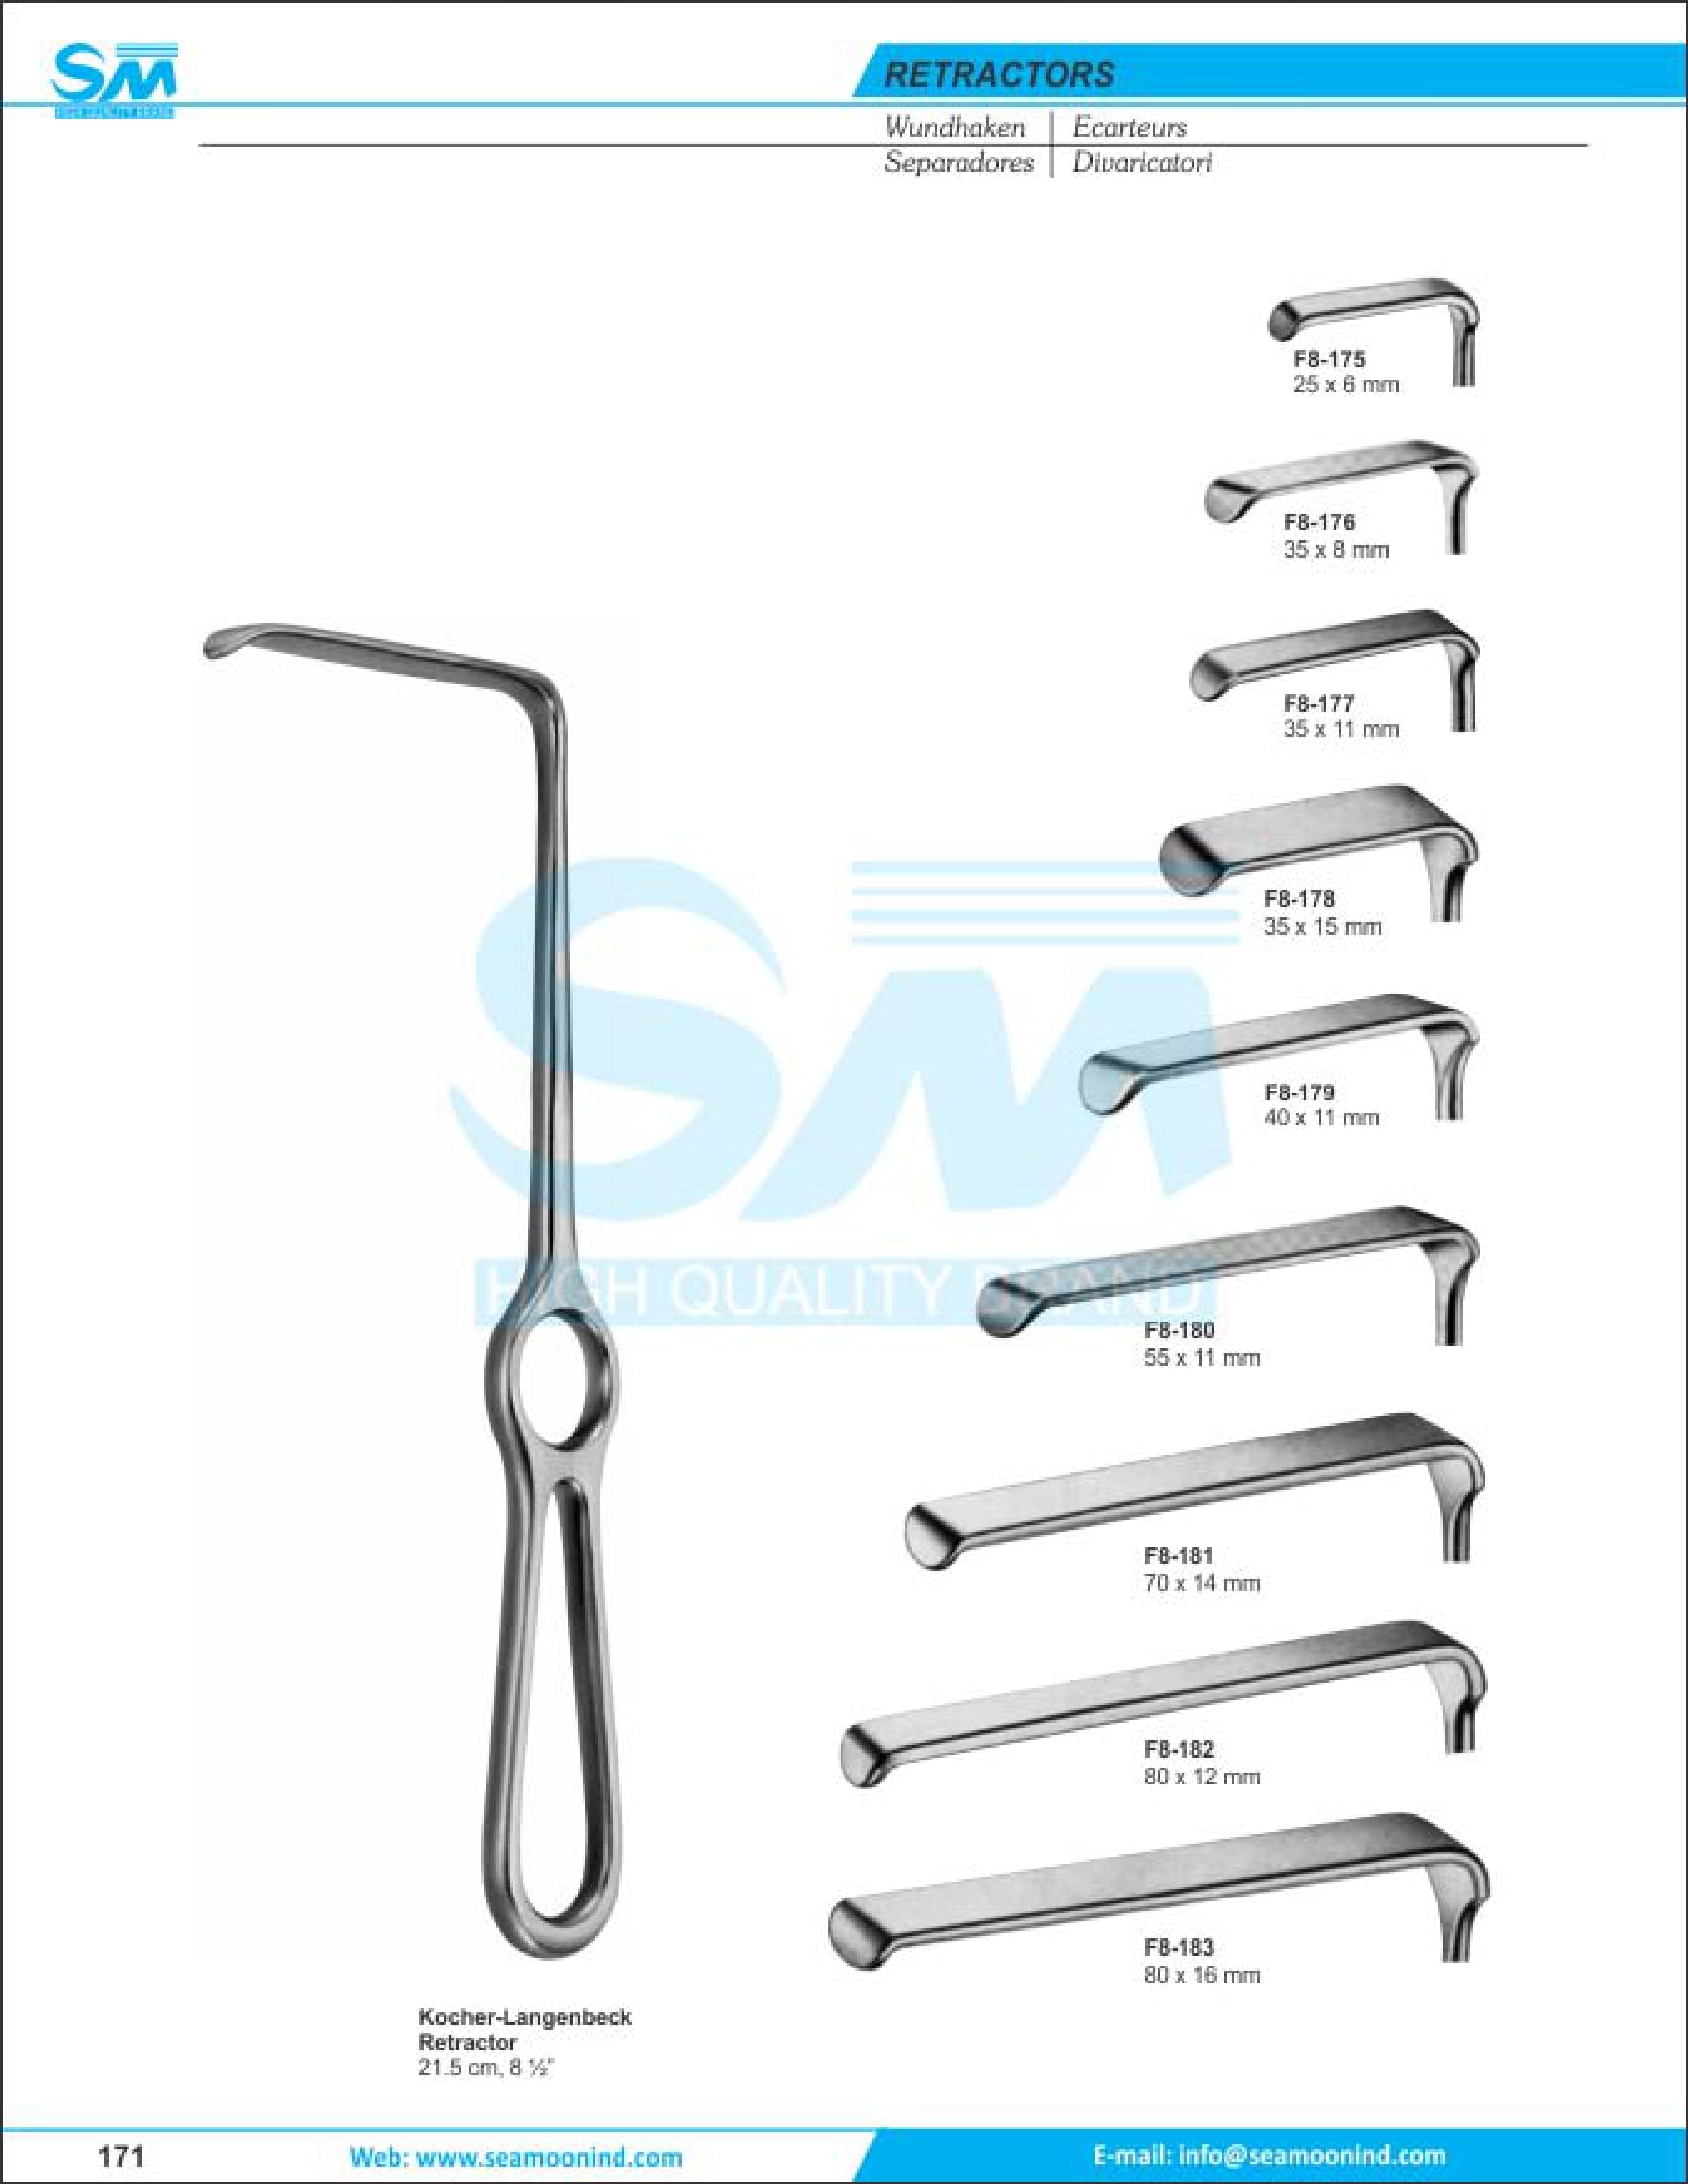 SM
RETRACTORS
Wundhaken | Ecarteurs
Separadores | Divaricatori
F8-175
25 x 6 mm
F8-176
35 x 8 mm
F8-177
35 x 11 mm
F8-178
35 x 15 mm
SM
F8-179
40 x 11 mm
HIGH QUALITY BRAND
F8-180
55 x 11 mm
F8-181
70 x 14 mm
F8-182
80 x 12 mm
F8-183
80 x 16 mm
Kocher-Langenbeck
Retractor
21.5 cm, 8 ½"
171
Web: www.seamoonind.com
E-mail: info@seamoonind.com